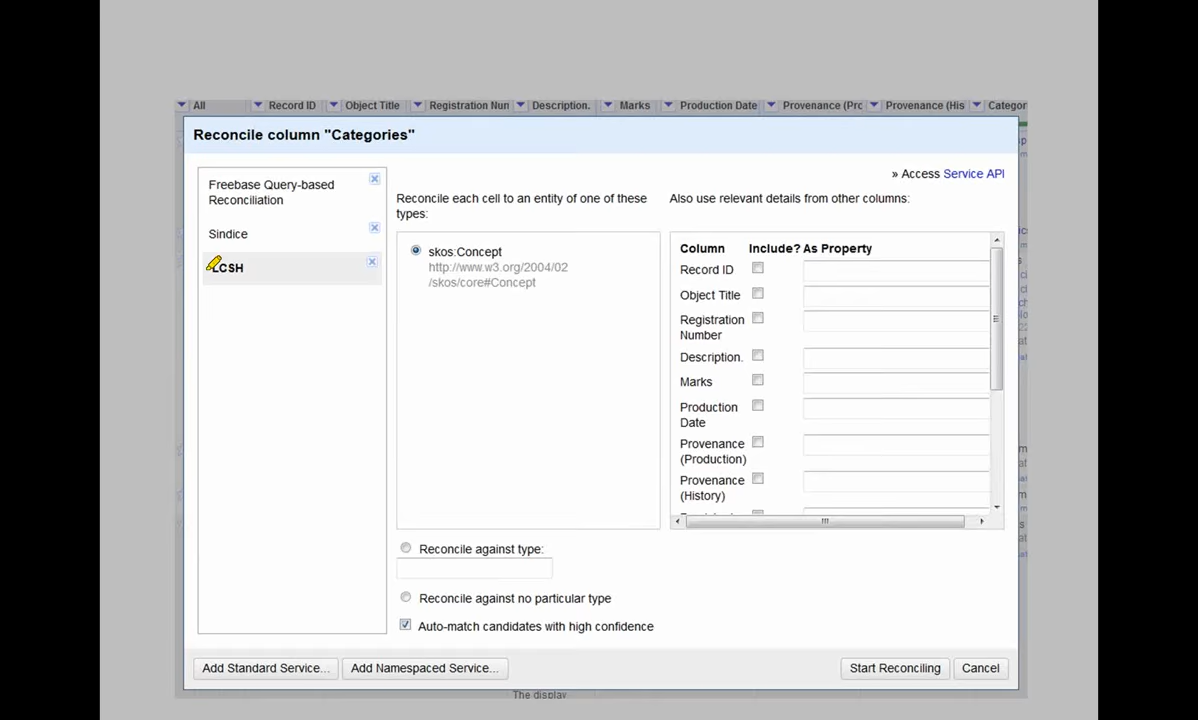 All Record ID Object Title Registration Nun Description. Marks Production Date Provenance (Prc Provenance (His Categor
Reconcile column "Categories"
» Access Service API
Freebase Query-based
Reconciliation
Sindice
LCSH
Reconcile each cell to an entity of one of these
types:
skos:Concept
http://www.w3.org/2004/02
/skos/core#Concept
Also use relevant details from other columns:
Column Include? As Property
Record ID
Object Title
Registration
Number
Description.
Marks
Production
Date
Provenance
(Production)
Provenance
(History)
Reconcile against type:
Reconcile against no particular type
Auto-match candidates with high confidence
Add Standard Service... Add Namespaced Service... Start Reconciling Cancel
The display